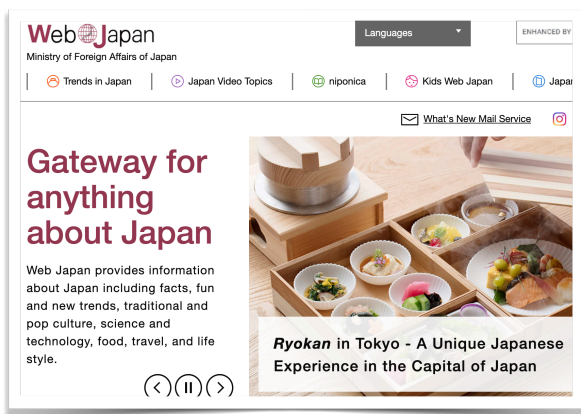 Web Japan
Languages
ENHANCED BY
Ministry of Foreign Affairs of Japan
Trends in Japan
Japan Video Topics
niponica
Kids Web Japan
What's New Mail Service
Gateway for
anything
about Japan
Web Japan provides information
about Japan including facts, fun
and new trends, traditional and
pop culture, science and
technology, food, travel, and life
style.
Ryokan in Tokyo - A Unique Japanese
Experience in the Capital of Japan